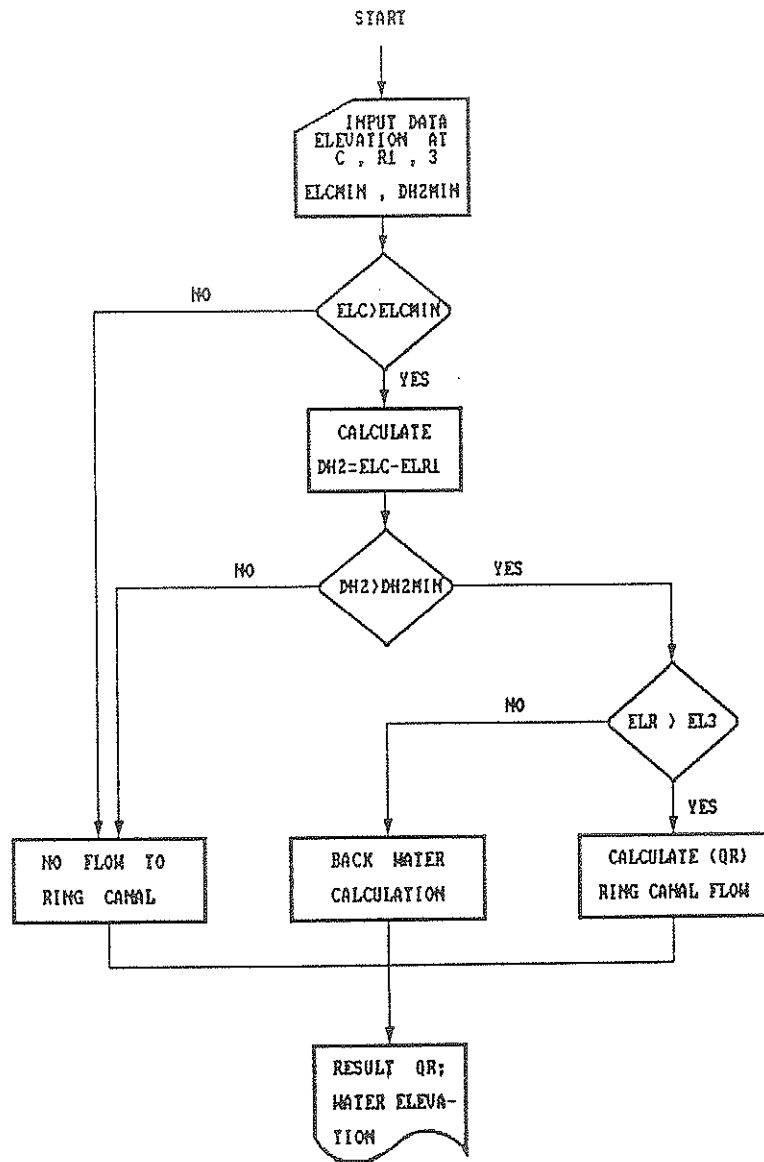 START
INPUT DATA
ELEVATION AT
C , R1 , 3
ELCMIN , DH2MIN
NO
ELC>ELCMIN
YES
CALCULATE
DH2=ELC-ELR1
NO
DH2>DH2MIN
YES
NO
ELR > EL3
YES
NO FLOW TO
RING CANAL
BACK WATER
CALCULATION
CALCULATE (QR)
RING CANAL FLOW
RESULT QR;
WATER ELEVA-
TION